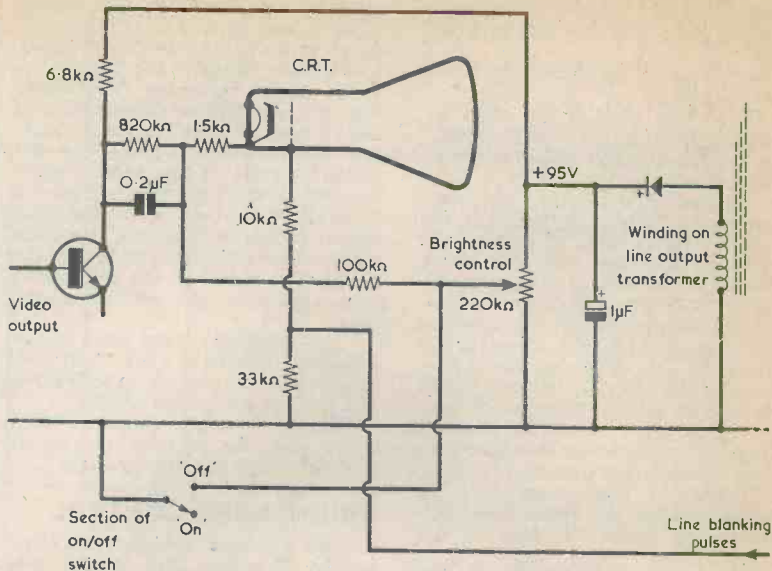 6·8kΩ
C.R.T.
820kΩ
1·5kΩ
0·2µF
+95V
10kΩ
Brightness
control
Winding on
line output
transformer
100kΩ
Video
output
220kΩ
+
1µF
33kΩ
'Off'
'On'
Section of
on/off
switch
Line blanking
pulses